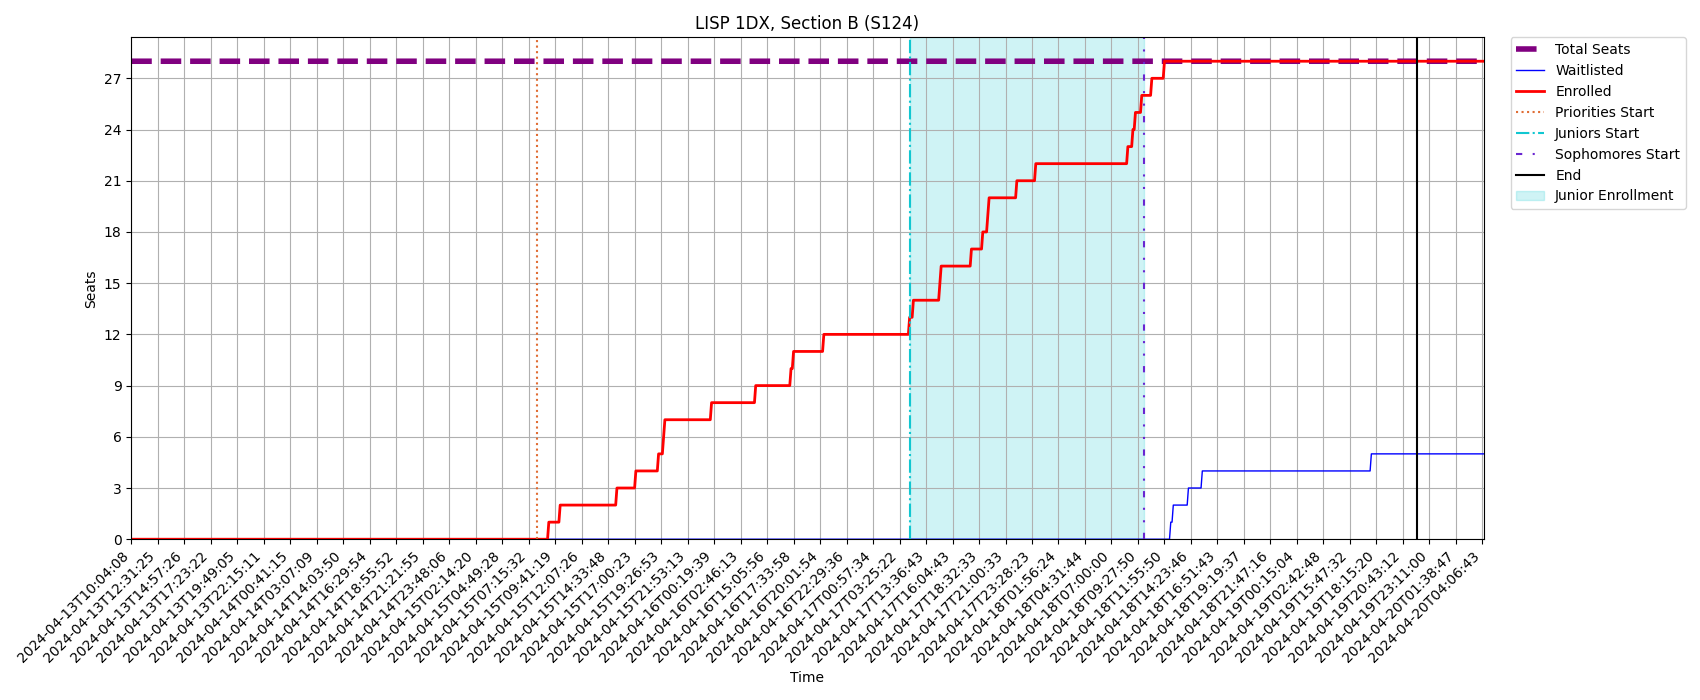 LISP 1DX, Section B (S124)
Total Seats
Waitlisted
Enrolled
Priorities Start
Juniors Start
Sophomores Start
End
Junior Enrollment
Seats
27
24
21
18
15
12
9
6
3
0
2024-04-13T10:04:08
2024-04-13T12:31:25
2024-04-13T14:57:26
2024-04-13T17:23:22
2024-04-13T19:49:05
2024-04-13T22:15:11
2024-04-14T00:41:15
2024-04-14T03:07:09
2024-04-14T14:03:50
2024-04-14T16:29:54
2024-04-14T18:55:52
2024-04-14T21:21:55
2024-04-14T23:48:06
2024-04-15T02:14:20
2024-04-15T04:49:28
2024-04-15T07:15:32
2024-04-15T09:41:19
2024-04-15T12:07:26
2024-04-15T14:33:48
2024-04-15T17:00:23
2024-04-15T19:26:53
2024-04-15T21:53:13
2024-04-16T00:19:39
2024-04-16T02:46:13
2024-04-16T15:05:56
2024-04-16T17:33:58
2024-04-16T20:01:54
2024-04-16T22:29:36
2024-04-17T00:57:34
2024-04-17T03:25:22
2024-04-17T13:36:43
2024-04-17T16:04:43
2024-04-17T18:32:33
2024-04-17T21:00:33
2024-04-17T23:28:23
2024-04-18T01:56:24
2024-04-18T04:31:44
2024-04-18T07:00:00
2024-04-18T09:27:50
2024-04-18T11:55:50
2024-04-18T14:23:46
2024-04-18T16:51:43
2024-04-18T19:19:37
2024-04-18T21:47:16
2024-04-19T00:15:04
2024-04-19T02:42:48
2024-04-19T15:47:32
2024-04-19T18:15:20
2024-04-19T20:43:12
2024-04-19T23:11:00
2024-04-20T01:38:47
2024-04-20T04:06:43
Time